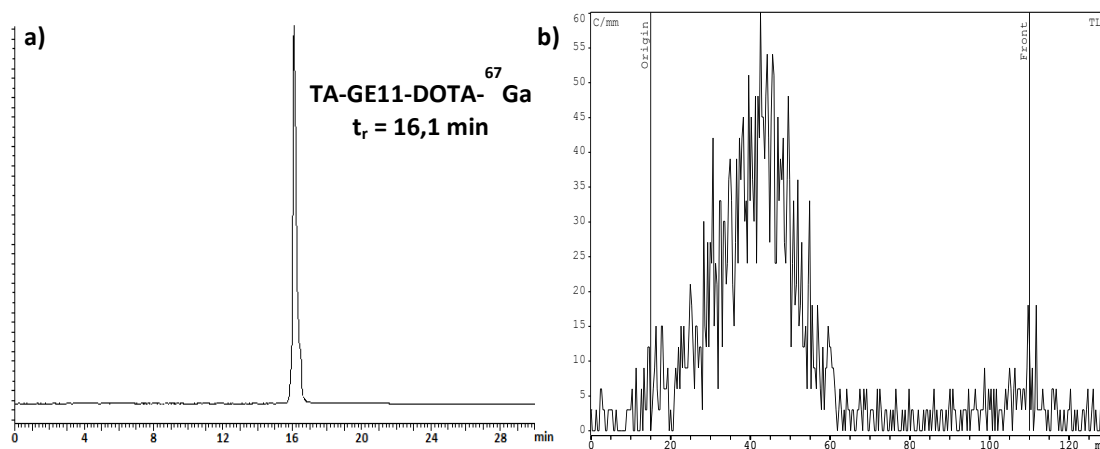 a)
TA-GE11-DOTA-⁶⁷Ga
tᵣ = 16,1 min
0 4 8 12 16 20 24 28 min
b)
C/mm
TL
Origin
Front
60
55
50
45
40
35
30
25
20
15
10
5
0
0 20 40 60 80 100 120 m